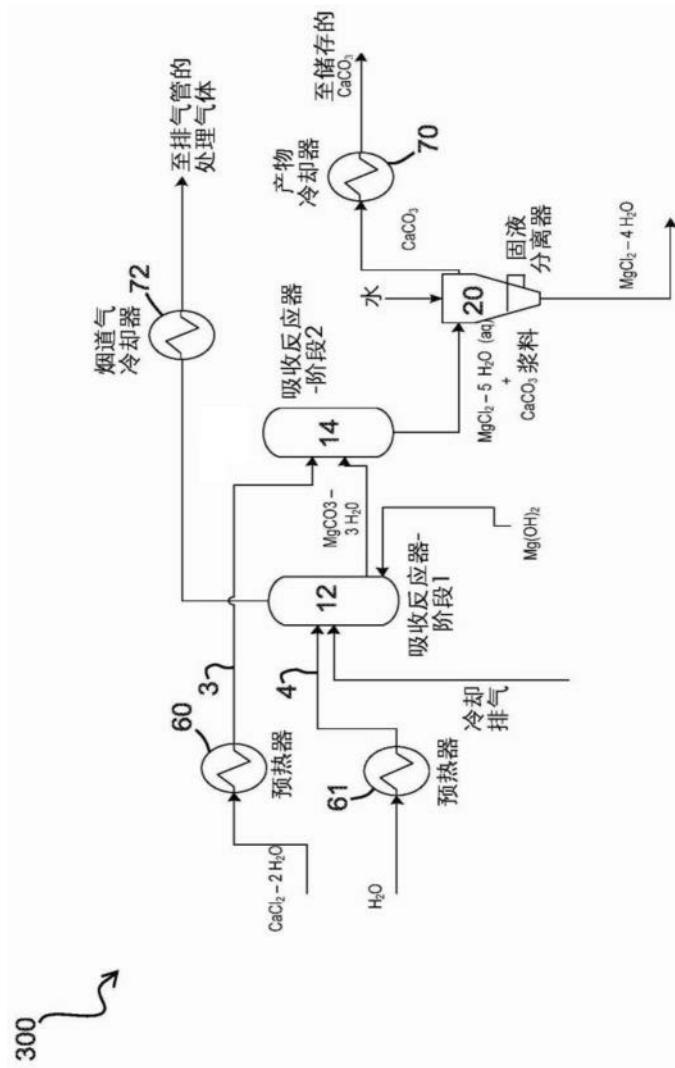 300
CaCl₂ – 2 H₂O
60
预热器
3
H₂O
61
预热器
4
冷却
排气
12
吸收反应器-
阶段1
Mg(OH)₂
MgCO3 –
3 H₂0
吸收反应器
-阶段2
14
烟道气
冷却器
72
至排气管的
处理气体
MgCl₂ – 5 H₂O (aq)
+
CaCO₃ 浆料
水
20
固液
分离器
MgCl₂ – 4 H₂O
CaCO₃
产物
冷却器
70
至储存的
CaCO₃